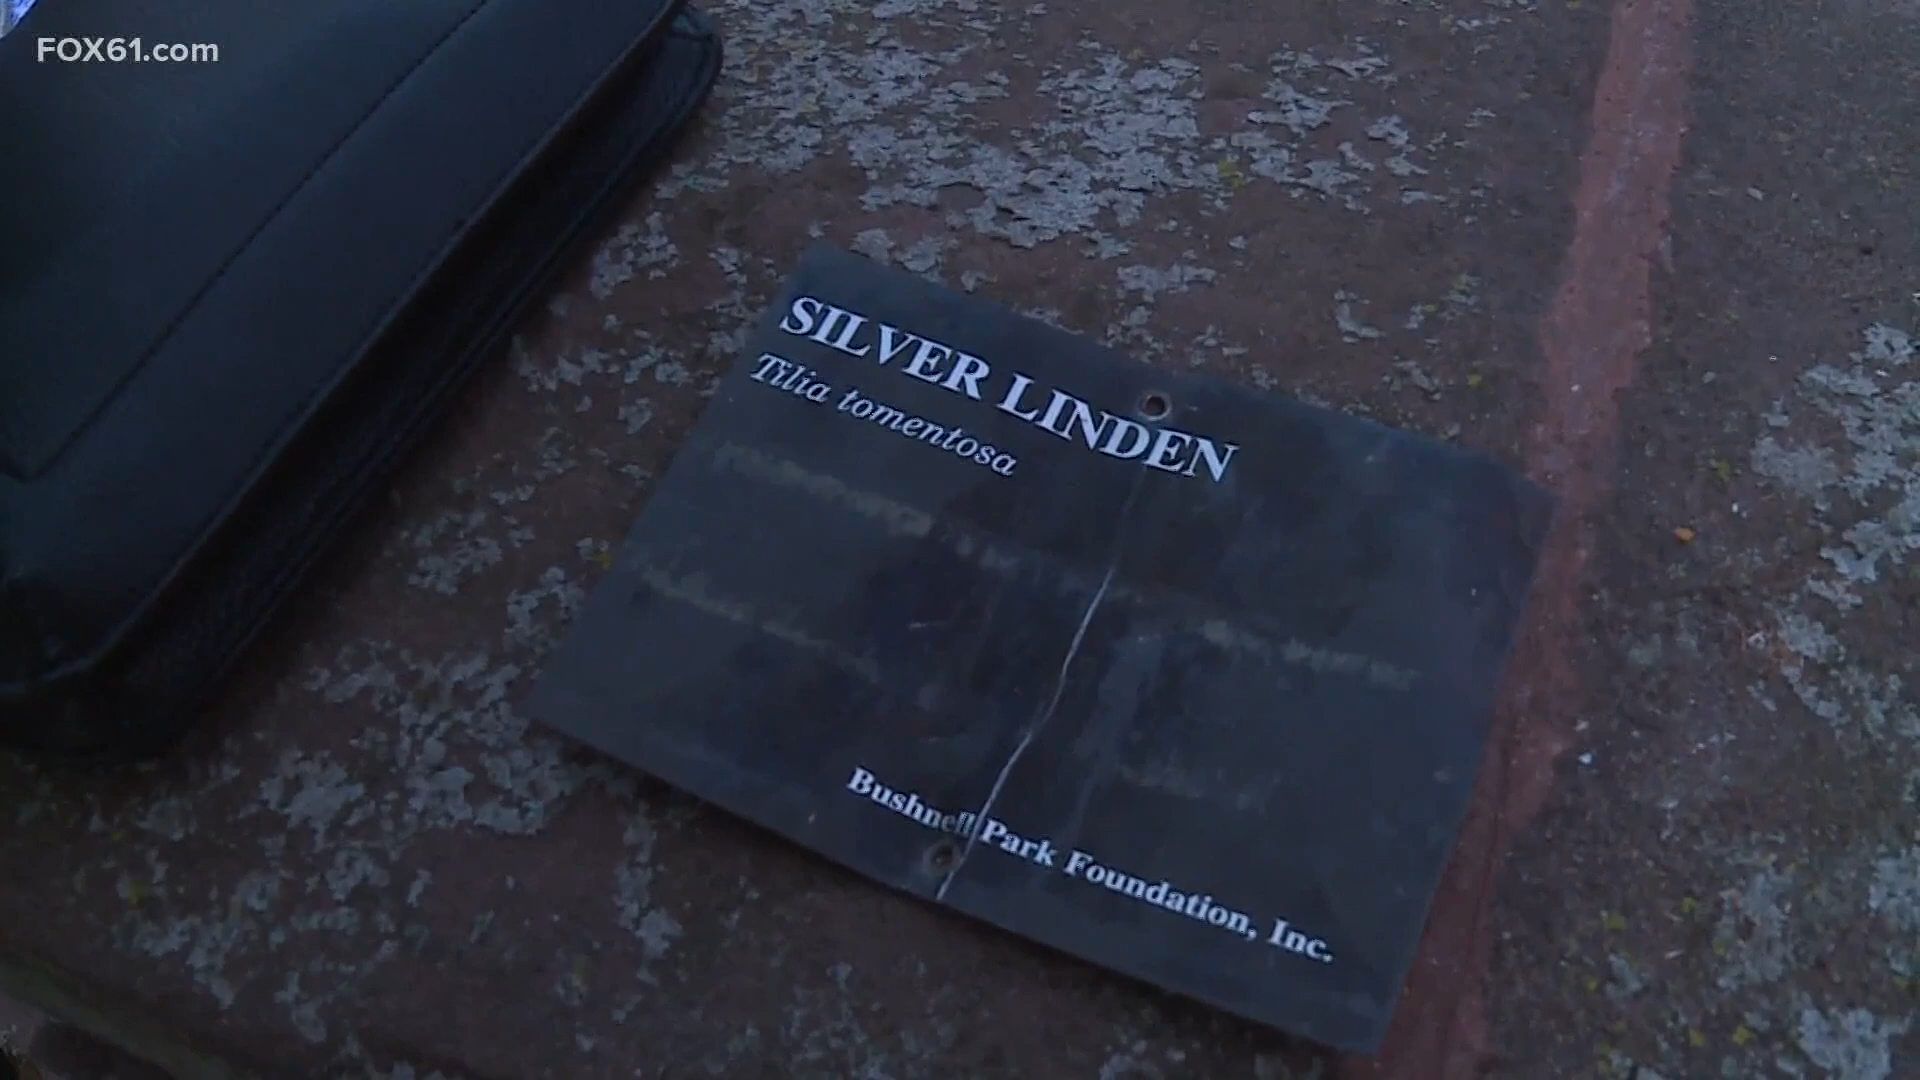 FOX61.com
SILVER LINDEN
Tilia tomentosa
Bushnell Park Foundation, Inc.